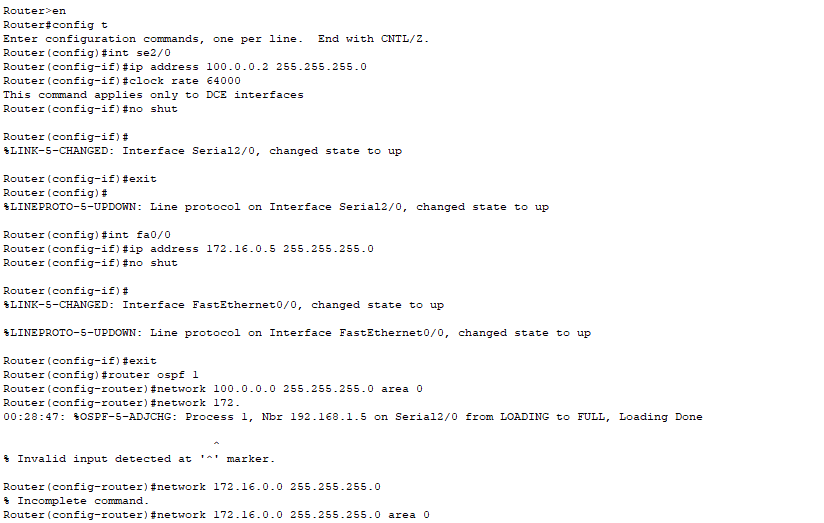 Router>en
Router#config t
Enter configuration commands, one per line.  End with CNTL/Z.
Router(config)#int se2/0
Router(config-if)#ip address 100.0.0.2 255.255.255.0
Router(config-if)#clock rate 64000
This command applies only to DCE interfaces
Router(config-if)#no shut
Router(config-if)#
%LINK-5-CHANGED: Interface Serial2/0, changed state to up
Router(config-if)#exit
Router(config)#
%LINEPROTO-5-UPDOWN: Line protocol on Interface Serial2/0, changed state to up
Router(config)#int fa0/0
Router(config-if)#ip address 172.16.0.5 255.255.255.0
Router(config-if)#no shut
Router(config-if)#
%LINK-5-CHANGED: Interface FastEthernet0/0, changed state to up
%LINEPROTO-5-UPDOWN: Line protocol on Interface FastEthernet0/0, changed state to up
Router(config-if)#exit
Router(config)#router ospf 1
Router(config-router)#network 100.0.0.0 255.255.255.0 area 0
Router(config-router)#network 172.
00:28:47: %OSPF-5-ADJCHG: Process 1, Nbr 192.168.1.5 on Serial2/0 from LOADING to FULL, Loading Done
^
% Invalid input detected at '^' marker.
Router(config-router)#network 172.16.0.0 255.255.255.0
% Incomplete command.
Router(config-router)#network 172.16.0.0 255.255.255.0 area 0